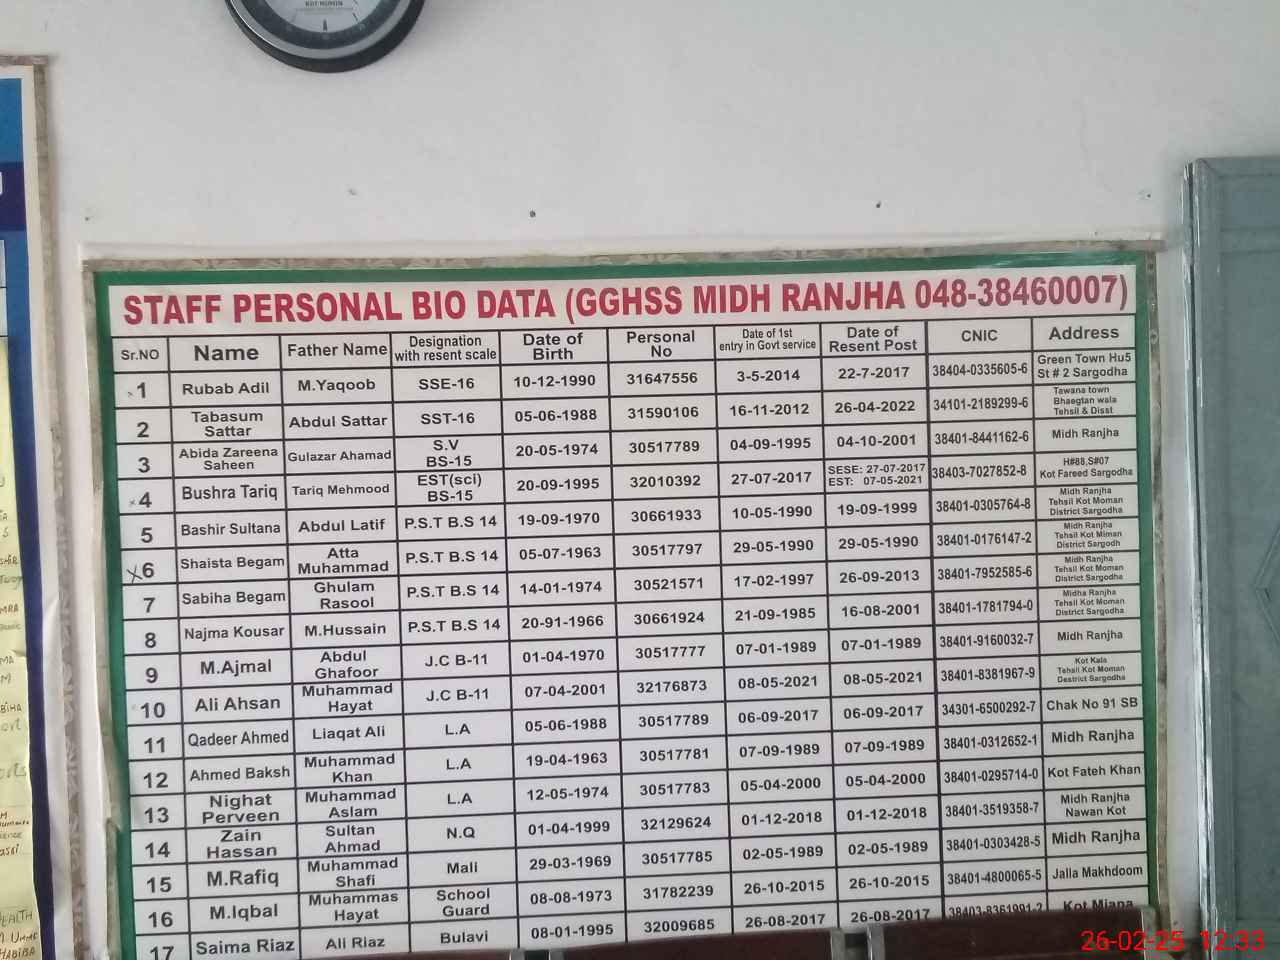 STAFF PERSONAL BIO DATA (GGHSS MIDH RANJHA 048-38460007)
Sr.NO Name Father Name Designation with resent scale Date of Birth Personal No Date of 1st entry in Govt service Date of Resent Post CNIC Address
1 Rubab Adil M.Yaqoob SSE-16 10-12-1990 31647556 3-5-2014 22-7-2017 38404-0335605-6 Green Town Hu5 St # 2 Sargodha
2 Tabasum Sattar Abdul Sattar SST-16 05-06-1988 31590106 16-11-2012 26-04-2022 34101-2189299-6 Tawana town Bhaegtan wala Tehsil & Disst
3 Abida Zareena Saheen Gulazar Ahamad S.V BS-15 20-05-1974 30517789 04-09-1995 04-10-2001 38401-8441162-6 Midh Ranjha
4 Bushra Tariq Tariq Mehmood EST(sci) BS-15 20-09-1995 32010392 27-07-2017 SESE: 27-07-2017 EST: 07-05-2021 38403-7027852-8 H#88,S#07 Kot Fareed Sargodha
5 Bashir Sultana Abdul Latif P.S.T B.S 14 19-09-1970 30661933 10-05-1990 19-09-1999 38401-0305764-8 Midh Ranjha Tehsil Kot Moman District Sargodha
6 Shaista Begam Atta Muhammad P.S.T B.S 14 05-07-1963 30517797 29-05-1990 29-05-1990 38401-0176147-2 Midh Ranjha Tehsil Kot Miman District Sargodh
7 Sabiha Begam Ghulam Rasool P.S.T B.S 14 14-01-1974 30521571 17-02-1997 26-09-2013 38401-7952585-6 Midh Ranjha Tehsil Kot Moman District Sargodha
8 Najma Kousar M.Hussain P.S.T B.S 14 20-91-1966 30661924 21-09-1985 16-08-2001 38401-1781794-0 Midha Ranjha Tehsil Kot Moman District Sargodha
9 M.Ajmal Abdul Ghafoor J.C B-11 01-04-1970 30517777 07-01-1989 07-01-1989 38401-9160032-7 Midh Ranjha
10 Ali Ahsan Muhammad Hayat J.C B-11 07-04-2001 32176873 08-05-2021 08-05-2021 38401-8381967-9 Kot Kala Tehsil Kot Moman Destrict Sargodha
11 Qadeer Ahmed Liaqat Ali L.A 05-06-1988 30517789 06-09-2017 06-09-2017 34301-6500292-7 Chak No 91 SB
12 Ahmed Baksh Muhammad Khan L.A 19-04-1963 30517781 07-09-1989 07-09-1989 38401-0312652-1 Midh Ranjha
13 Nighat Perveen Muhammad Aslam L.A 12-05-1974 30517783 05-04-2000 05-04-2000 38401-0295714-0 Kot Fateh Khan
14 Zain Hassan Sultan Ahmad N.Q 01-04-1999 32129624 01-12-2018 01-12-2018 38401-3519358-7 Midh Ranjha Nawan Kot
15 M.Rafiq Muhammad Shafi Mali 29-03-1969 30517785 02-05-1989 02-05-1989 38401-0303428-5 Midh Ranjha
16 M.Iqbal Muhammas Hayat School Guard 08-08-1973 31782239 26-10-2015 26-10-2015 38401-4800065-5 Jalla Makhdoom
17 Saima Riaz Ali Riaz Bulavi 08-01-1995 32009685 26-08-2017 26-08-2017 Kot Miana
26-02-25 12:33